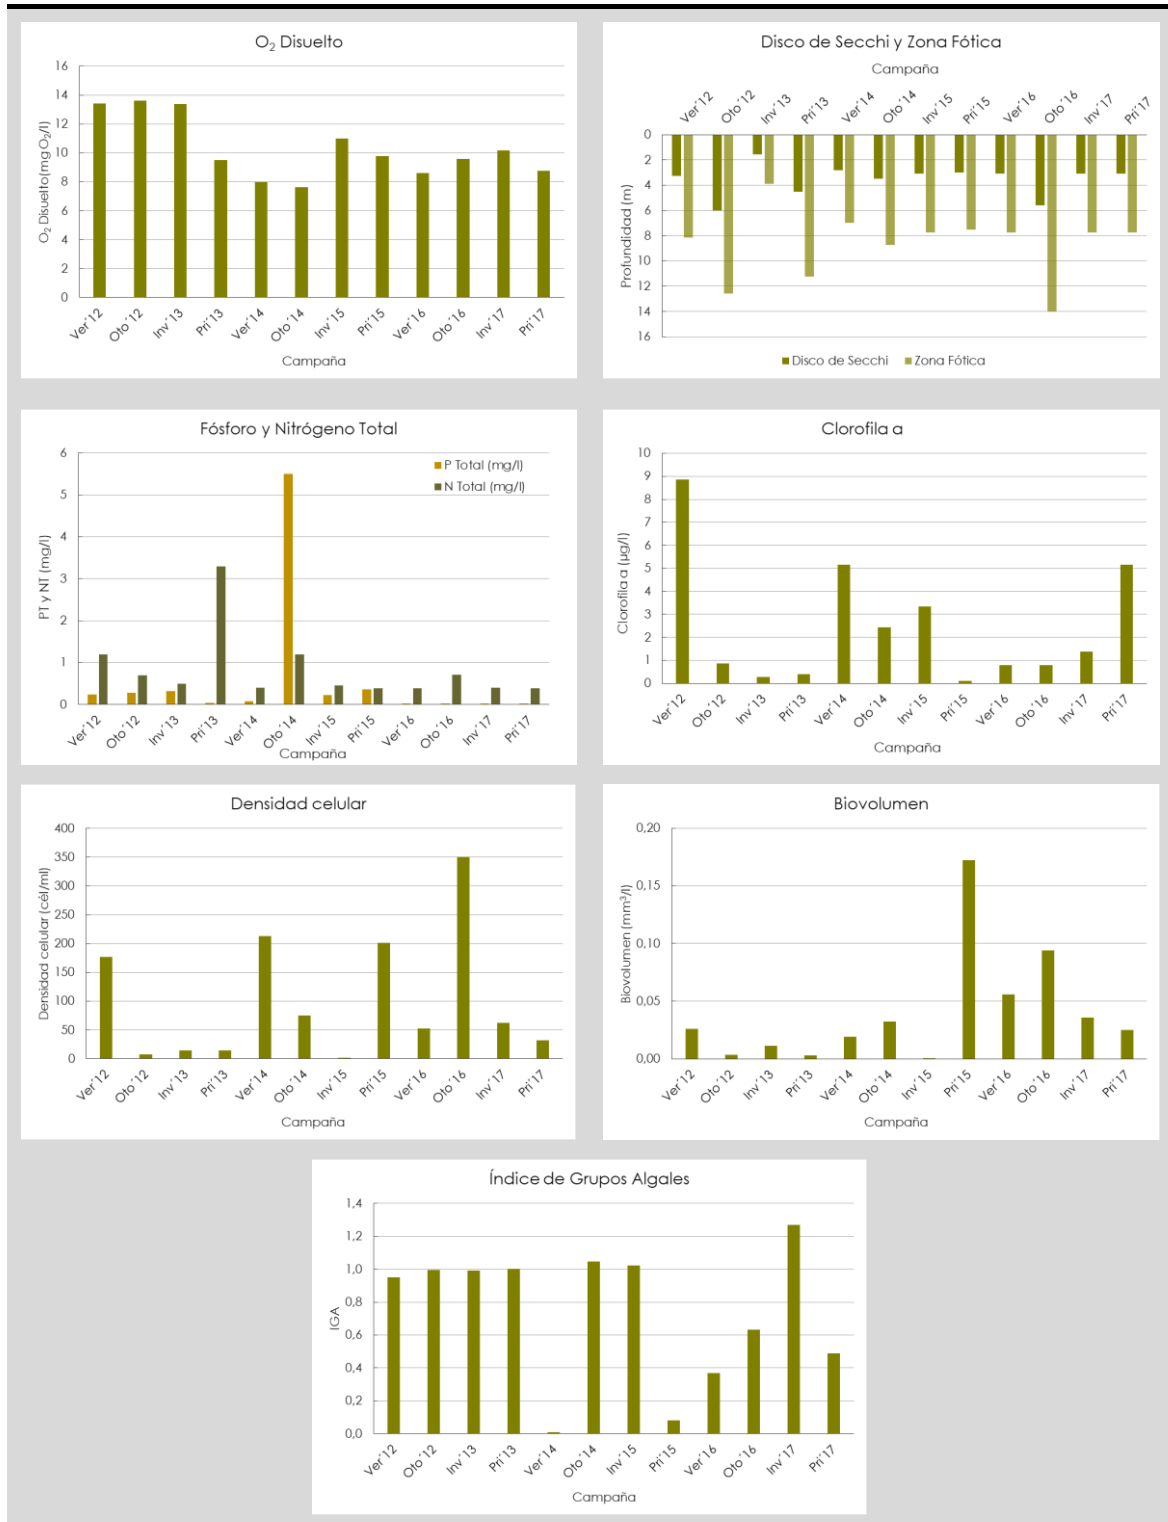 O₂ Disuelto
O₂ Disuelto(mg O₂/l)
16
14
12
10
8
6
4
2
0
Ver´12 Oto´12 Inv´13 Pri´13 Ver´14 Oto´14 Inv´15 Pri´15 Ver´16 Oto´16 Inv´17 Pri´17
Campaña
Disco de Secchi y Zona Fótica
Campaña
Ver´12 Oto´12 Inv´13 Pri´13 Ver´14 Oto´14 Inv´15 Pri´15 Ver´16 Oto´16 Inv´17 Pri´17
Profundidad (m)
0
2
4
6
8
10
12
14
16
Disco de Secchi Zona Fótica
Fósforo y Nitrógeno Total
PT y NT (mg/l)
6
5
4
3
2
1
0
P Total (mg/l)
N Total (mg/l)
Ver´12 Oto´12 Inv´13 Pri´13 Ver´14 Oto´14 Inv´15 Pri´15 Ver´16 Oto´16 Inv´17 Pri´17
Campaña
Clorofila a
Clorofila a (µg/l)
10
9
8
7
6
5
4
3
2
1
0
Ver´12 Oto´12 Inv´13 Pri´13 Ver´14 Oto´14 Inv´15 Pri´15 Ver´16 Oto´16 Inv´17 Pri´17
Campaña
Densidad celular
Densidad celular (cél/ml)
400
350
300
250
200
150
100
50
0
Ver´12 Oto´12 Inv´13 Pri´13 Ver´14 Oto´14 Inv´15 Pri´15 Ver´16 Oto´16 Inv´17 Pri´17
Campaña
Biovolumen
Biovolumen (mm³/l)
0,20
0,15
0,10
0,05
0,00
Ver´12 Oto´12 Inv´13 Pri´13 Ver´14 Oto´14 Inv´15 Pri´15 Ver´16 Oto´16 Inv´17 Pri´17
Campaña
Índice de Grupos Algales
IGA
1,4
1,2
1,0
0,8
0,6
0,4
0,2
0,0
Ver´12 Oto´12 Inv´13 Pri´13 Ver´14 Oto´14 Inv´15 Pri´15 Ver´16 Oto´16 Inv´17 Pri´17
Campaña